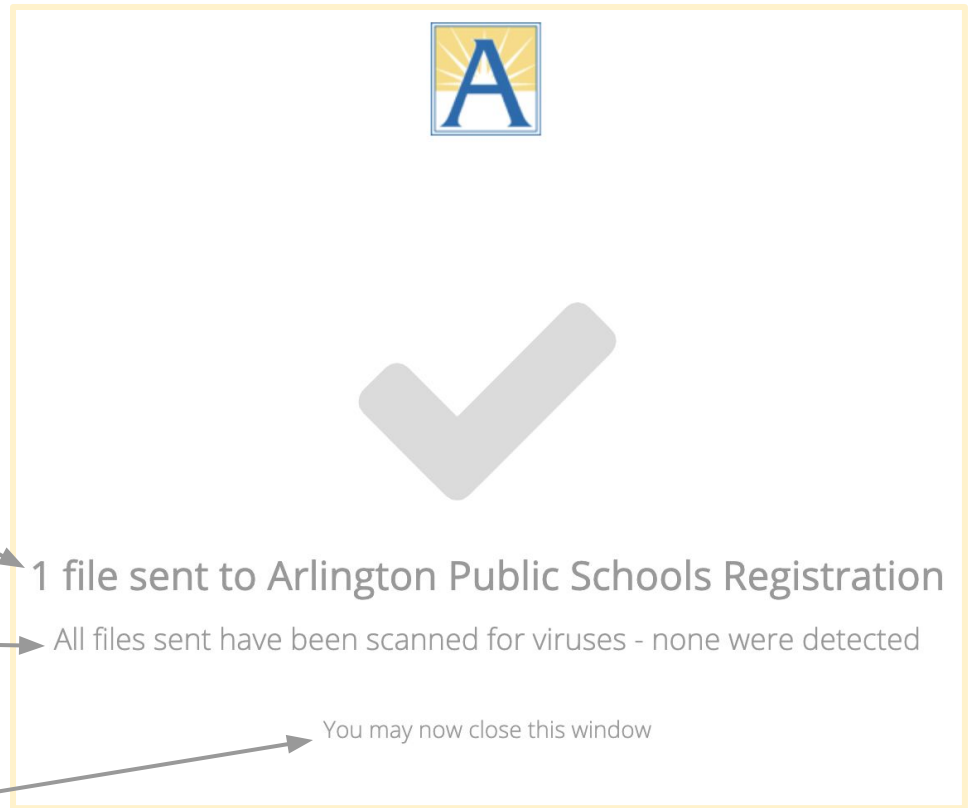 A
1 file sent to Arlington Public Schools Registration
All files sent have been scanned for viruses - none were detected
You may now close this window